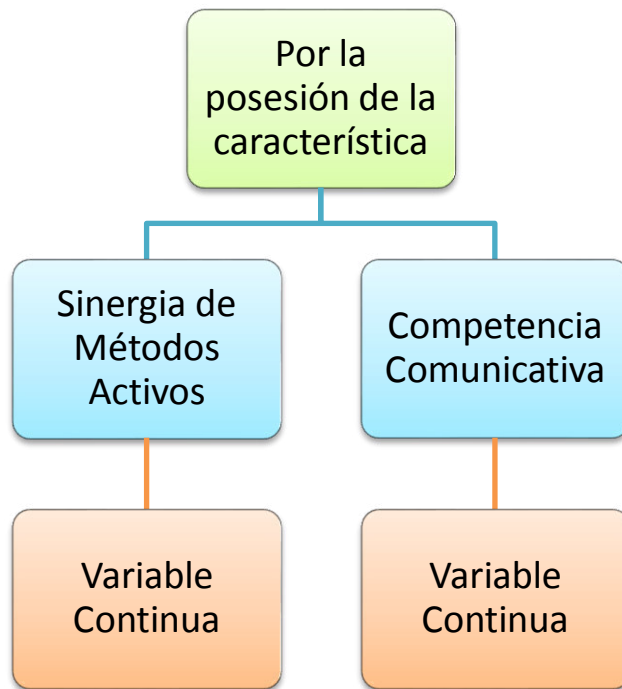 Por la
posesión de la
característica
Sinergia de
Métodos
Activos
Competencia
Comunicativa
Variable
Continua
Variable
Continua